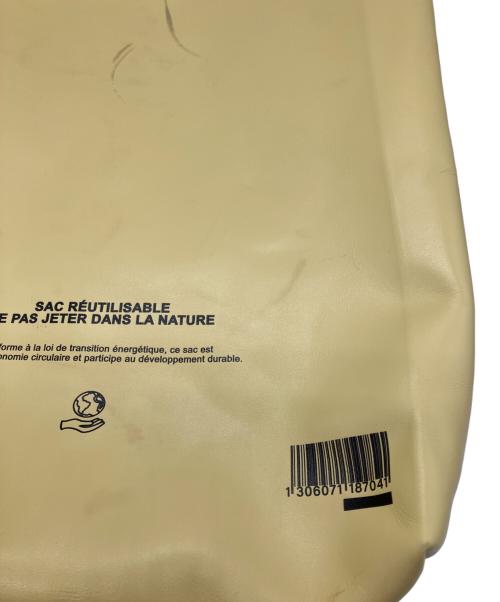 SAC RÉUTILISABLE
E PAS JETER DANS LA NATURE
forme à la loi de transition énergétique, ce sac est
onomie circulaire et participe au développement durable.
1 306071 187041